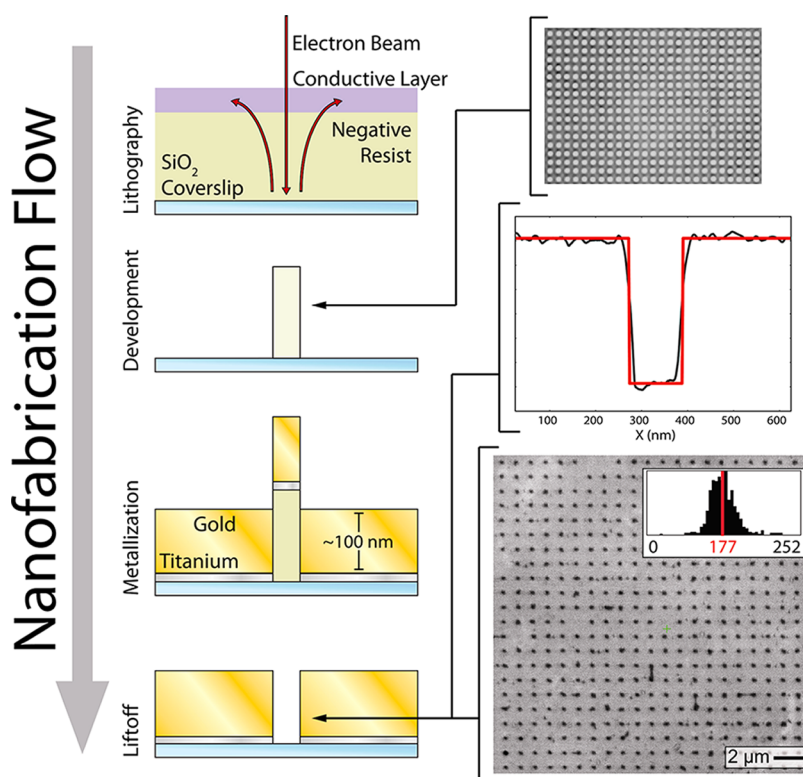 Nanofabrication Flow
Lithography
Electron Beam
Conductive Layer
Negative
Resist
SiO2
Coverslip
Development
Metallization
Gold
Titanium
~100 nm
Liftoff
100 200 300 400 500 600
X (nm)
0 177 252
2 μm